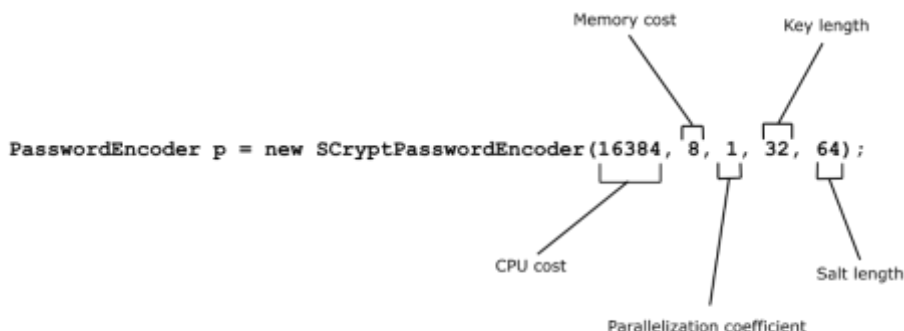 Memory cost
Key length
PasswordEncoder p = new SCryptPasswordEncoder(16384, 8, 1, 32, 64);
CPU cost
Salt length
Parallelization coefficient